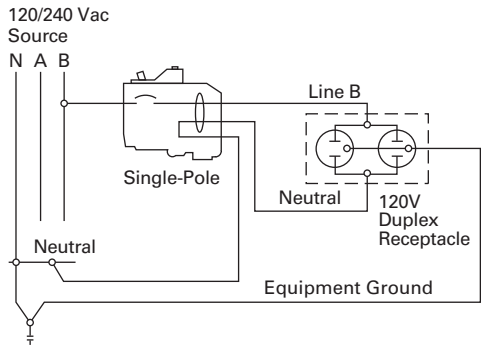 120/240 Vac
Source
N A B
Line B
Single-Pole
Neutral
120V
Duplex
Receptacle
Neutral
Equipment Ground